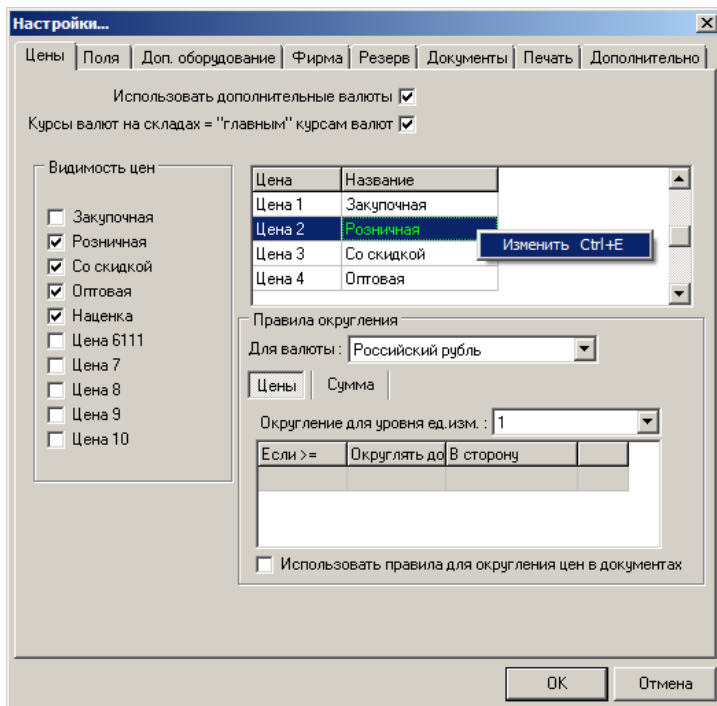 Настройки...
Цены Поля Доп. оборудование Фирма Резерв Документы Печать Дополнительно
Использовать дополнительные валюты
Курсы валют на складах = "главным" курсам валют
Видимость цен
Закупочная
Розничная
Со скидкой
Оптовая
Наценка
Цена 6111
Цена 7
Цена 8
Цена 9
Цена 10
Цена Название
Цена 1 Закупочная
Цена 2 Розничная
Цена 3 Со скидкой
Цена 4 Оптовая
Изменить Ctrl+E
Правила округления
Для валюты : Российский рубль
Цены Сумма
Округление для уровня ед.изм. : 1
Если >= Округлять до В сторону
Использовать правила для округления цен в документах
OK Отмена